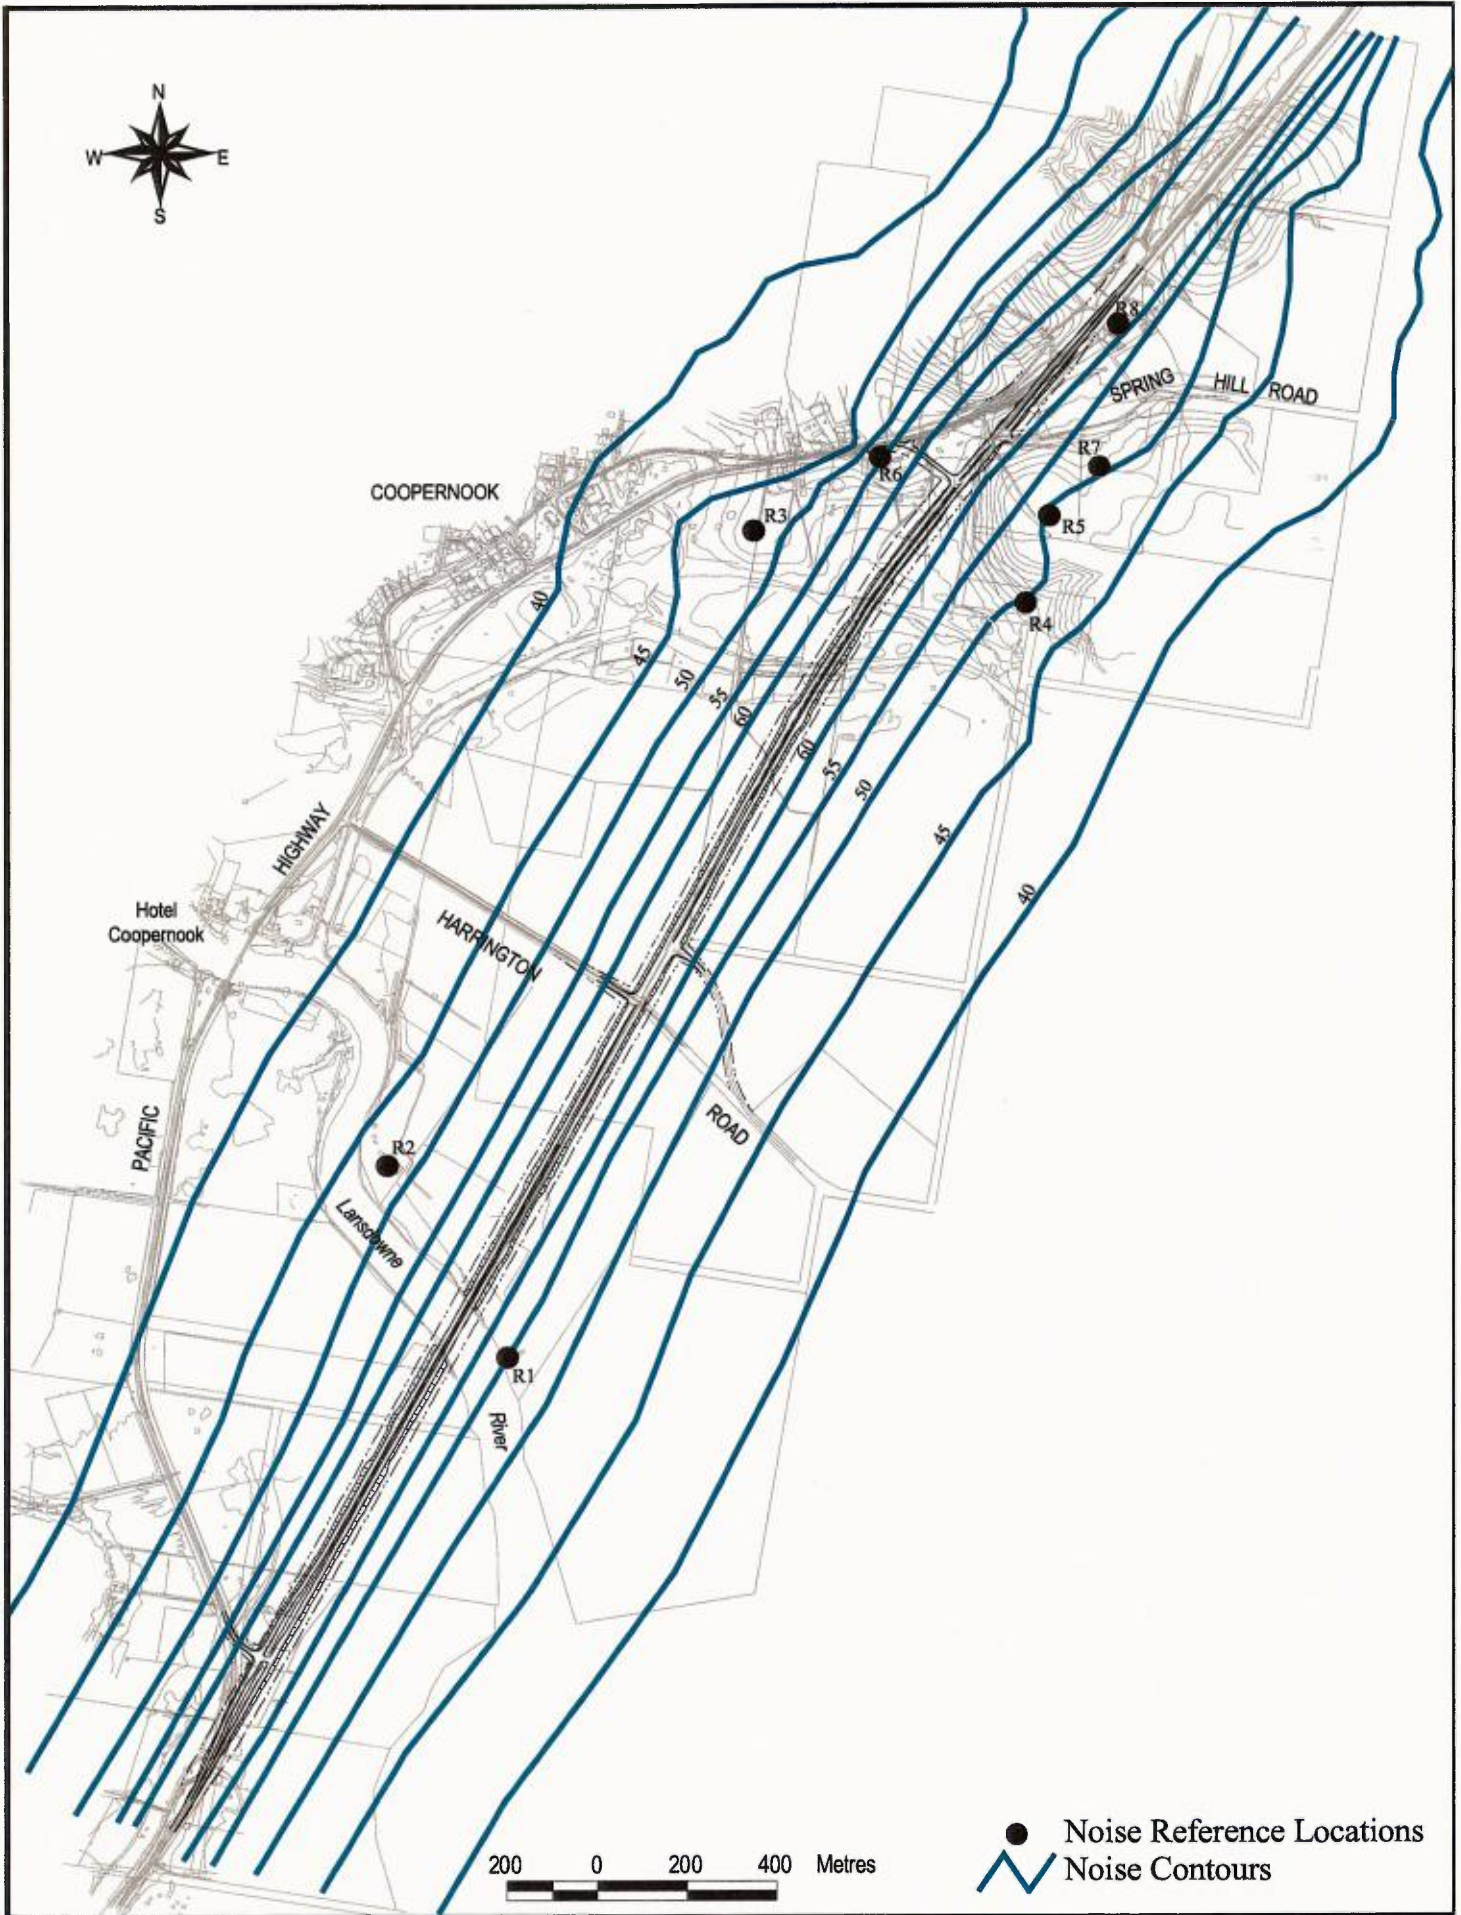 N
W E
S
R8
SPRING HILL ROAD
R7
R6
COOPERNOOK
R3
R5
40
R4
45
50
55
60
60
55
50
HIGHWAY
45
40
Hotel
Coopernook
HARRINGTON
ROAD
PACIFIC
R2
Lansdowne
R1
River
200 0 200 400 Metres
Noise Reference Locations
Noise Contours